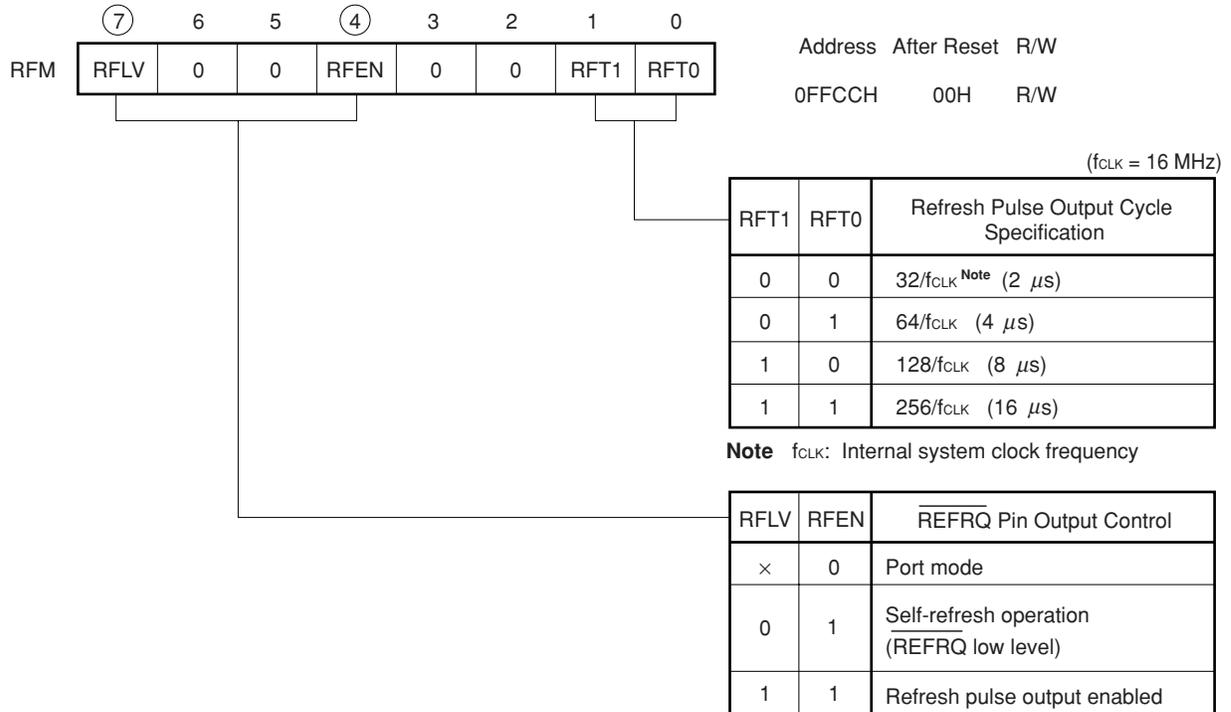 7 6 5 4 3 2 1 0
RFM RFLV 0 0 RFEN 0 0 RFT1 RFT0
Address After Reset R/W
0FFCCH 00H R/W
(fCLK = 16 MHz)
RFT1 RFT0 Refresh Pulse Output Cycle
Specification
0 0 32/fCLK Note (2 μs)
0 1 64/fCLK (4 μs)
1 0 128/fCLK (8 μs)
1 1 256/fCLK (16 μs)
Note fCLK: Internal system clock frequency
RFLV RFEN REFRQ Pin Output Control
× 0 Port mode
0 1 Self-refresh operation
(REFRQ low level)
1 1 Refresh pulse output enabled